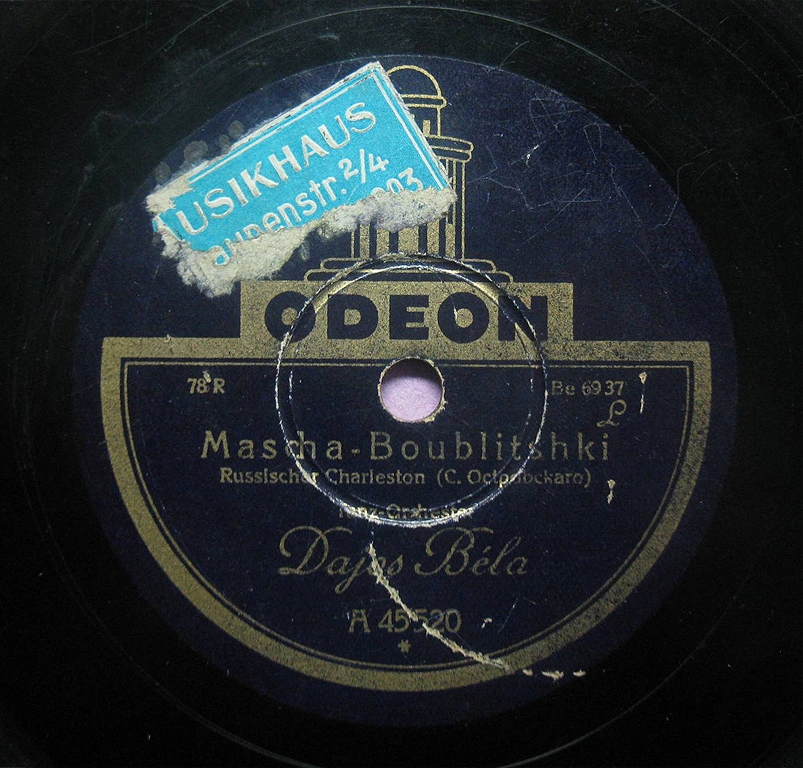 USIKHAUS
2/4
ODEON
78 R
Be 6937
L
Mascha-Boublitshki
Russischer Charleston (C.
Tanz-Orchester
Dajos Béla
A 45520
*